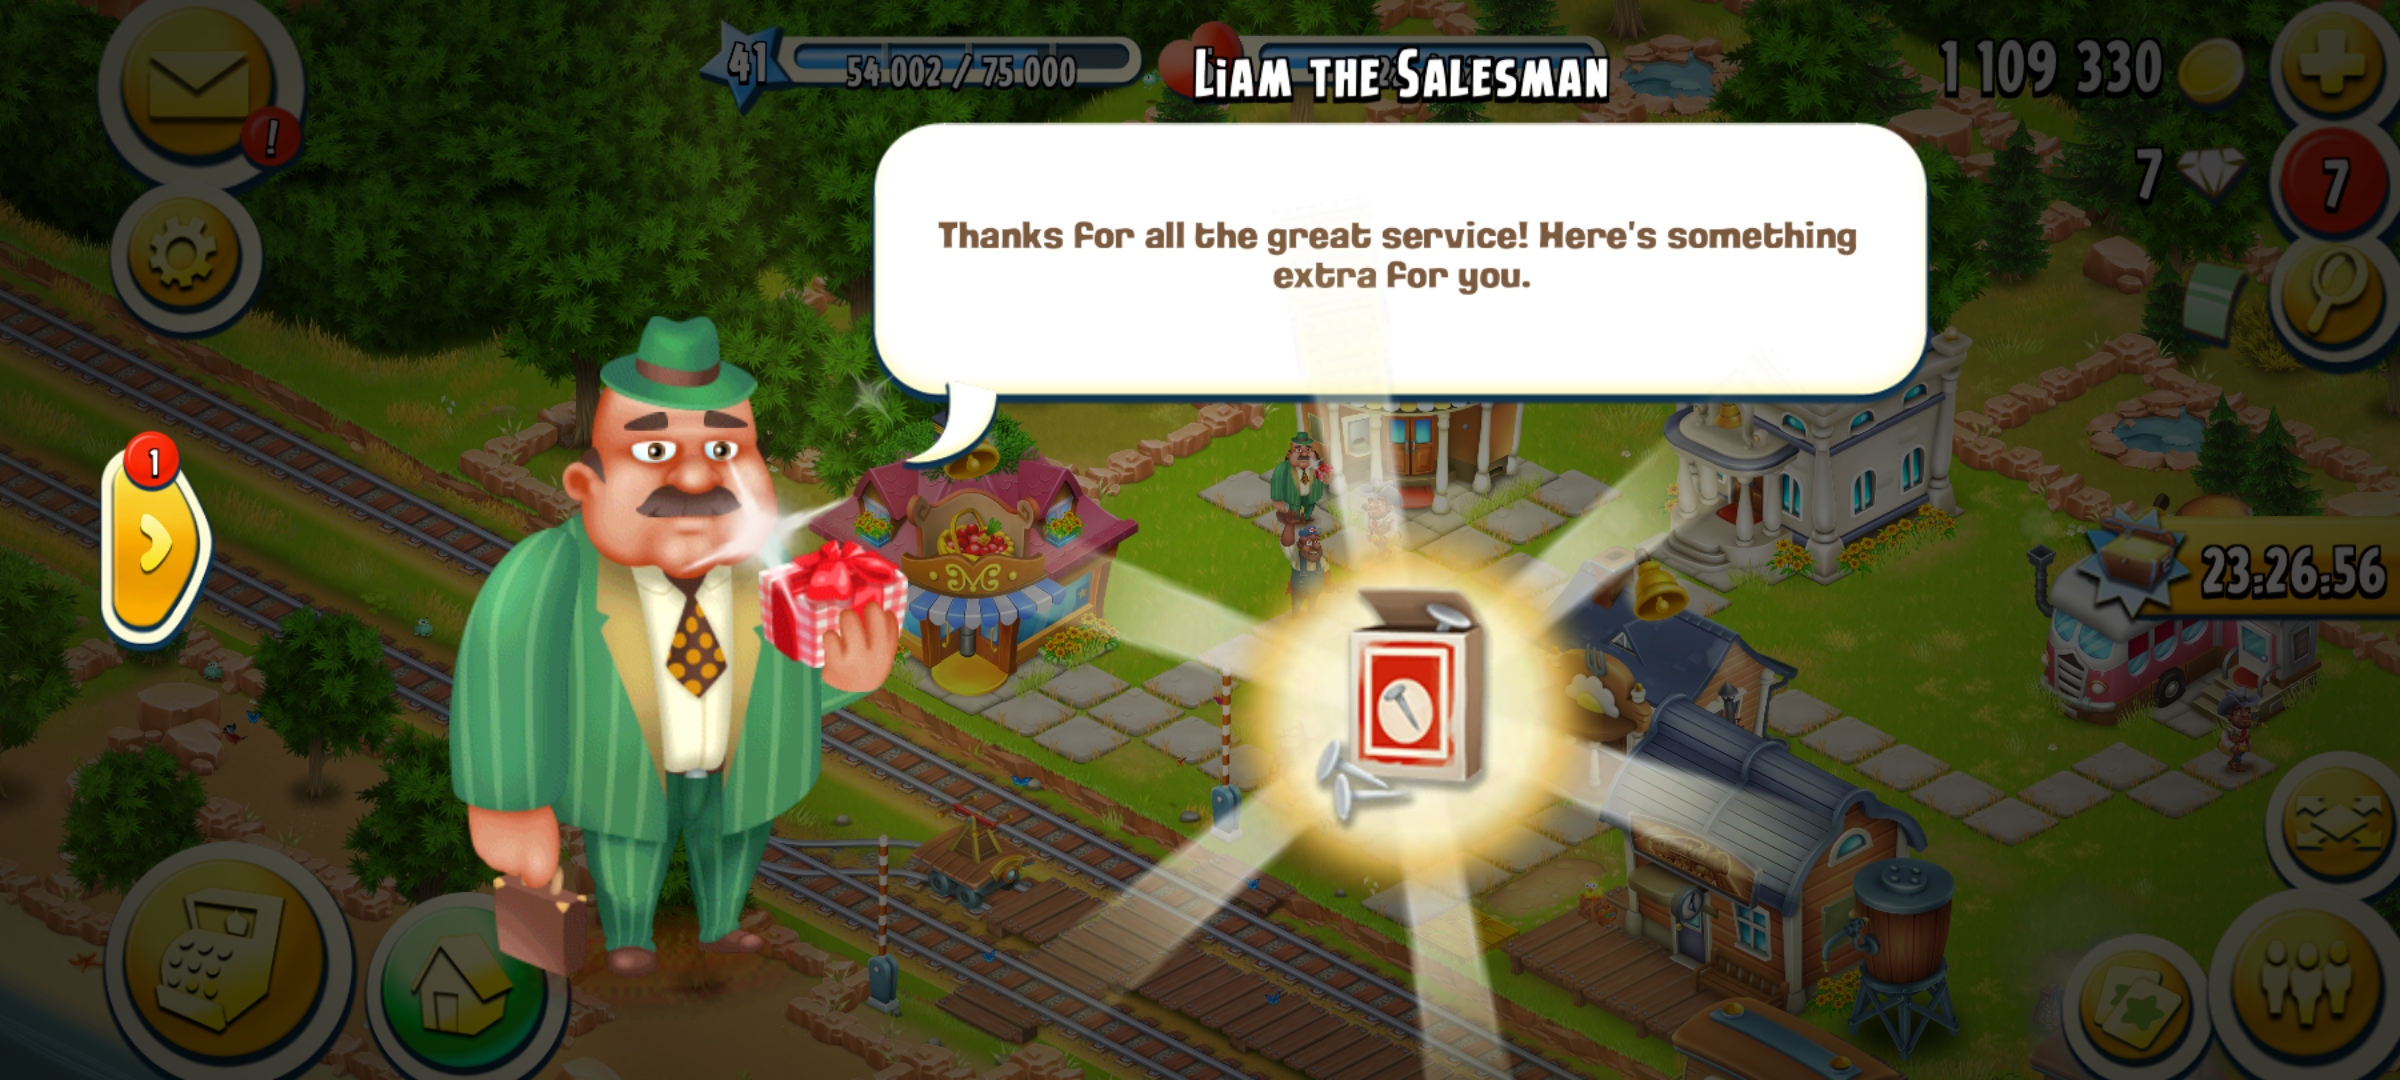 41
54 002 / 75 000
Liam the Salesman
1 109 330
7
7
!
Thanks for all the great service! Here's something
extra for you.
1
23:26:56